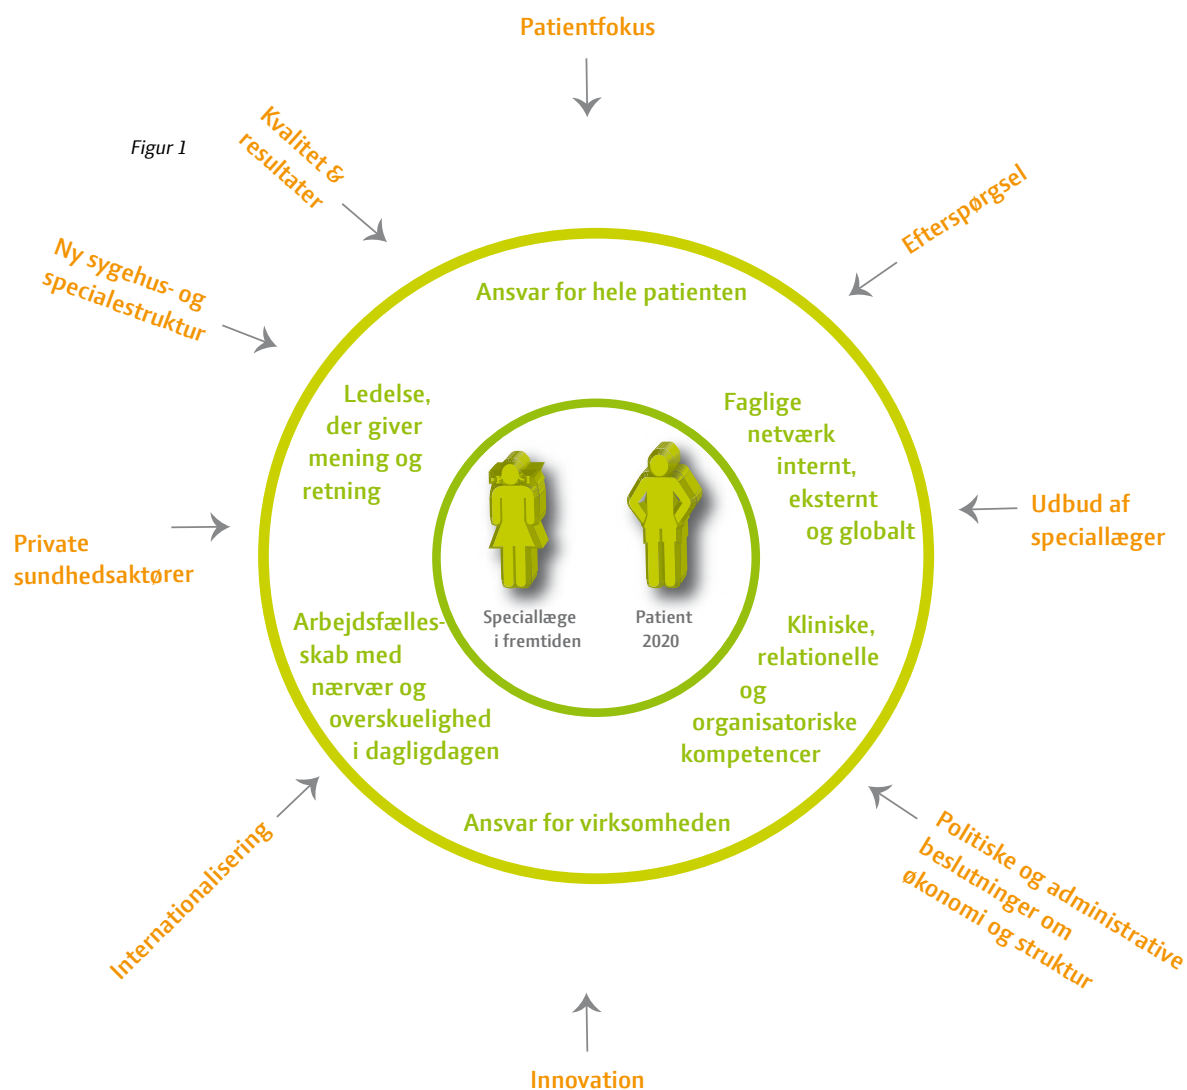 Patientfokus
Figur 1
Kvalitet &
resultater
Efterspørgsel
Ny sygehus- og
specialestruktur
Ansvar for hele patienten
Ledelse,
der giver
mening og
retning
Faglige
netværk
internt,
eksternt
og globalt
Private
sundhedsaktører
Udbud af
speciallæger
Speciallæge
i fremtiden
Patient
2020
Arbejdsfælles-
skab med
nærvær og
overskuelighed
i dagligdagen
Kliniske,
relationelle
og
organisatoriske
kompetencer
Ansvar for virksomheden
Internationalisering
Politiske og administrative
beslutninger om
økonomi og struktur
Innovation